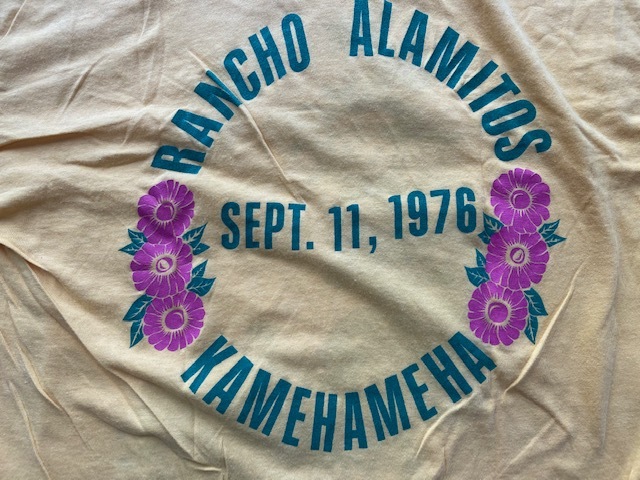 RANCHO ALAMITOS
SEPT. 11, 1976
KAMEHAMEHA